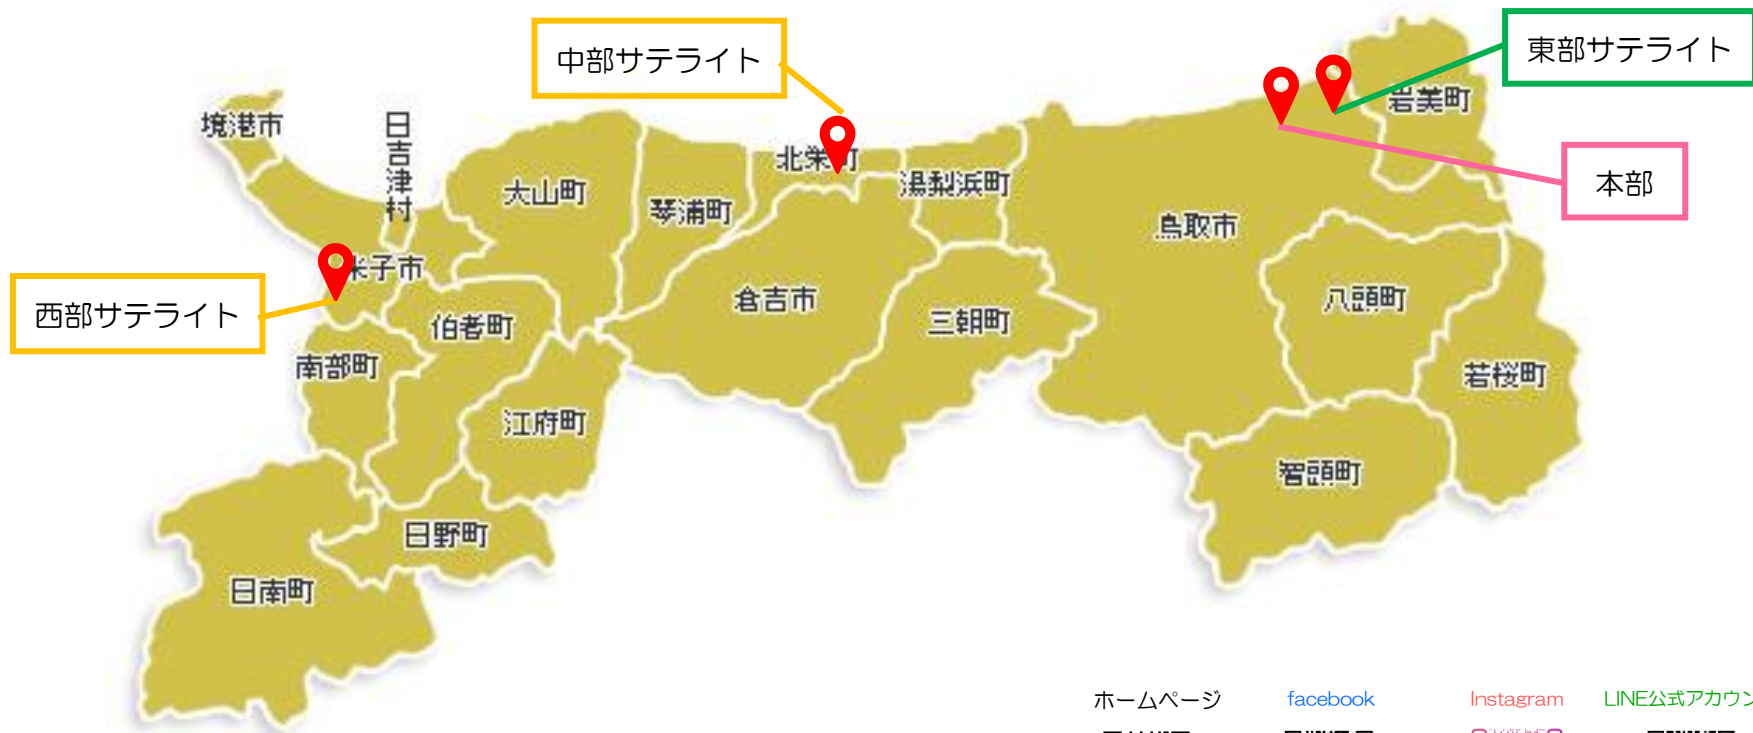 中部サテライト
東部サテライト
境港市
日吉津村
岩美町
北栄町
大山町
湯梨浜町
本部
琴浦町
鳥取市
米子市
西部サテライト
伯耆町
倉吉市
三朝町
八頭町
南部町
若桜町
江府町
智頭町
日野町
日南町
ホームページ
facebook
Instagram
LINE公式アカウン